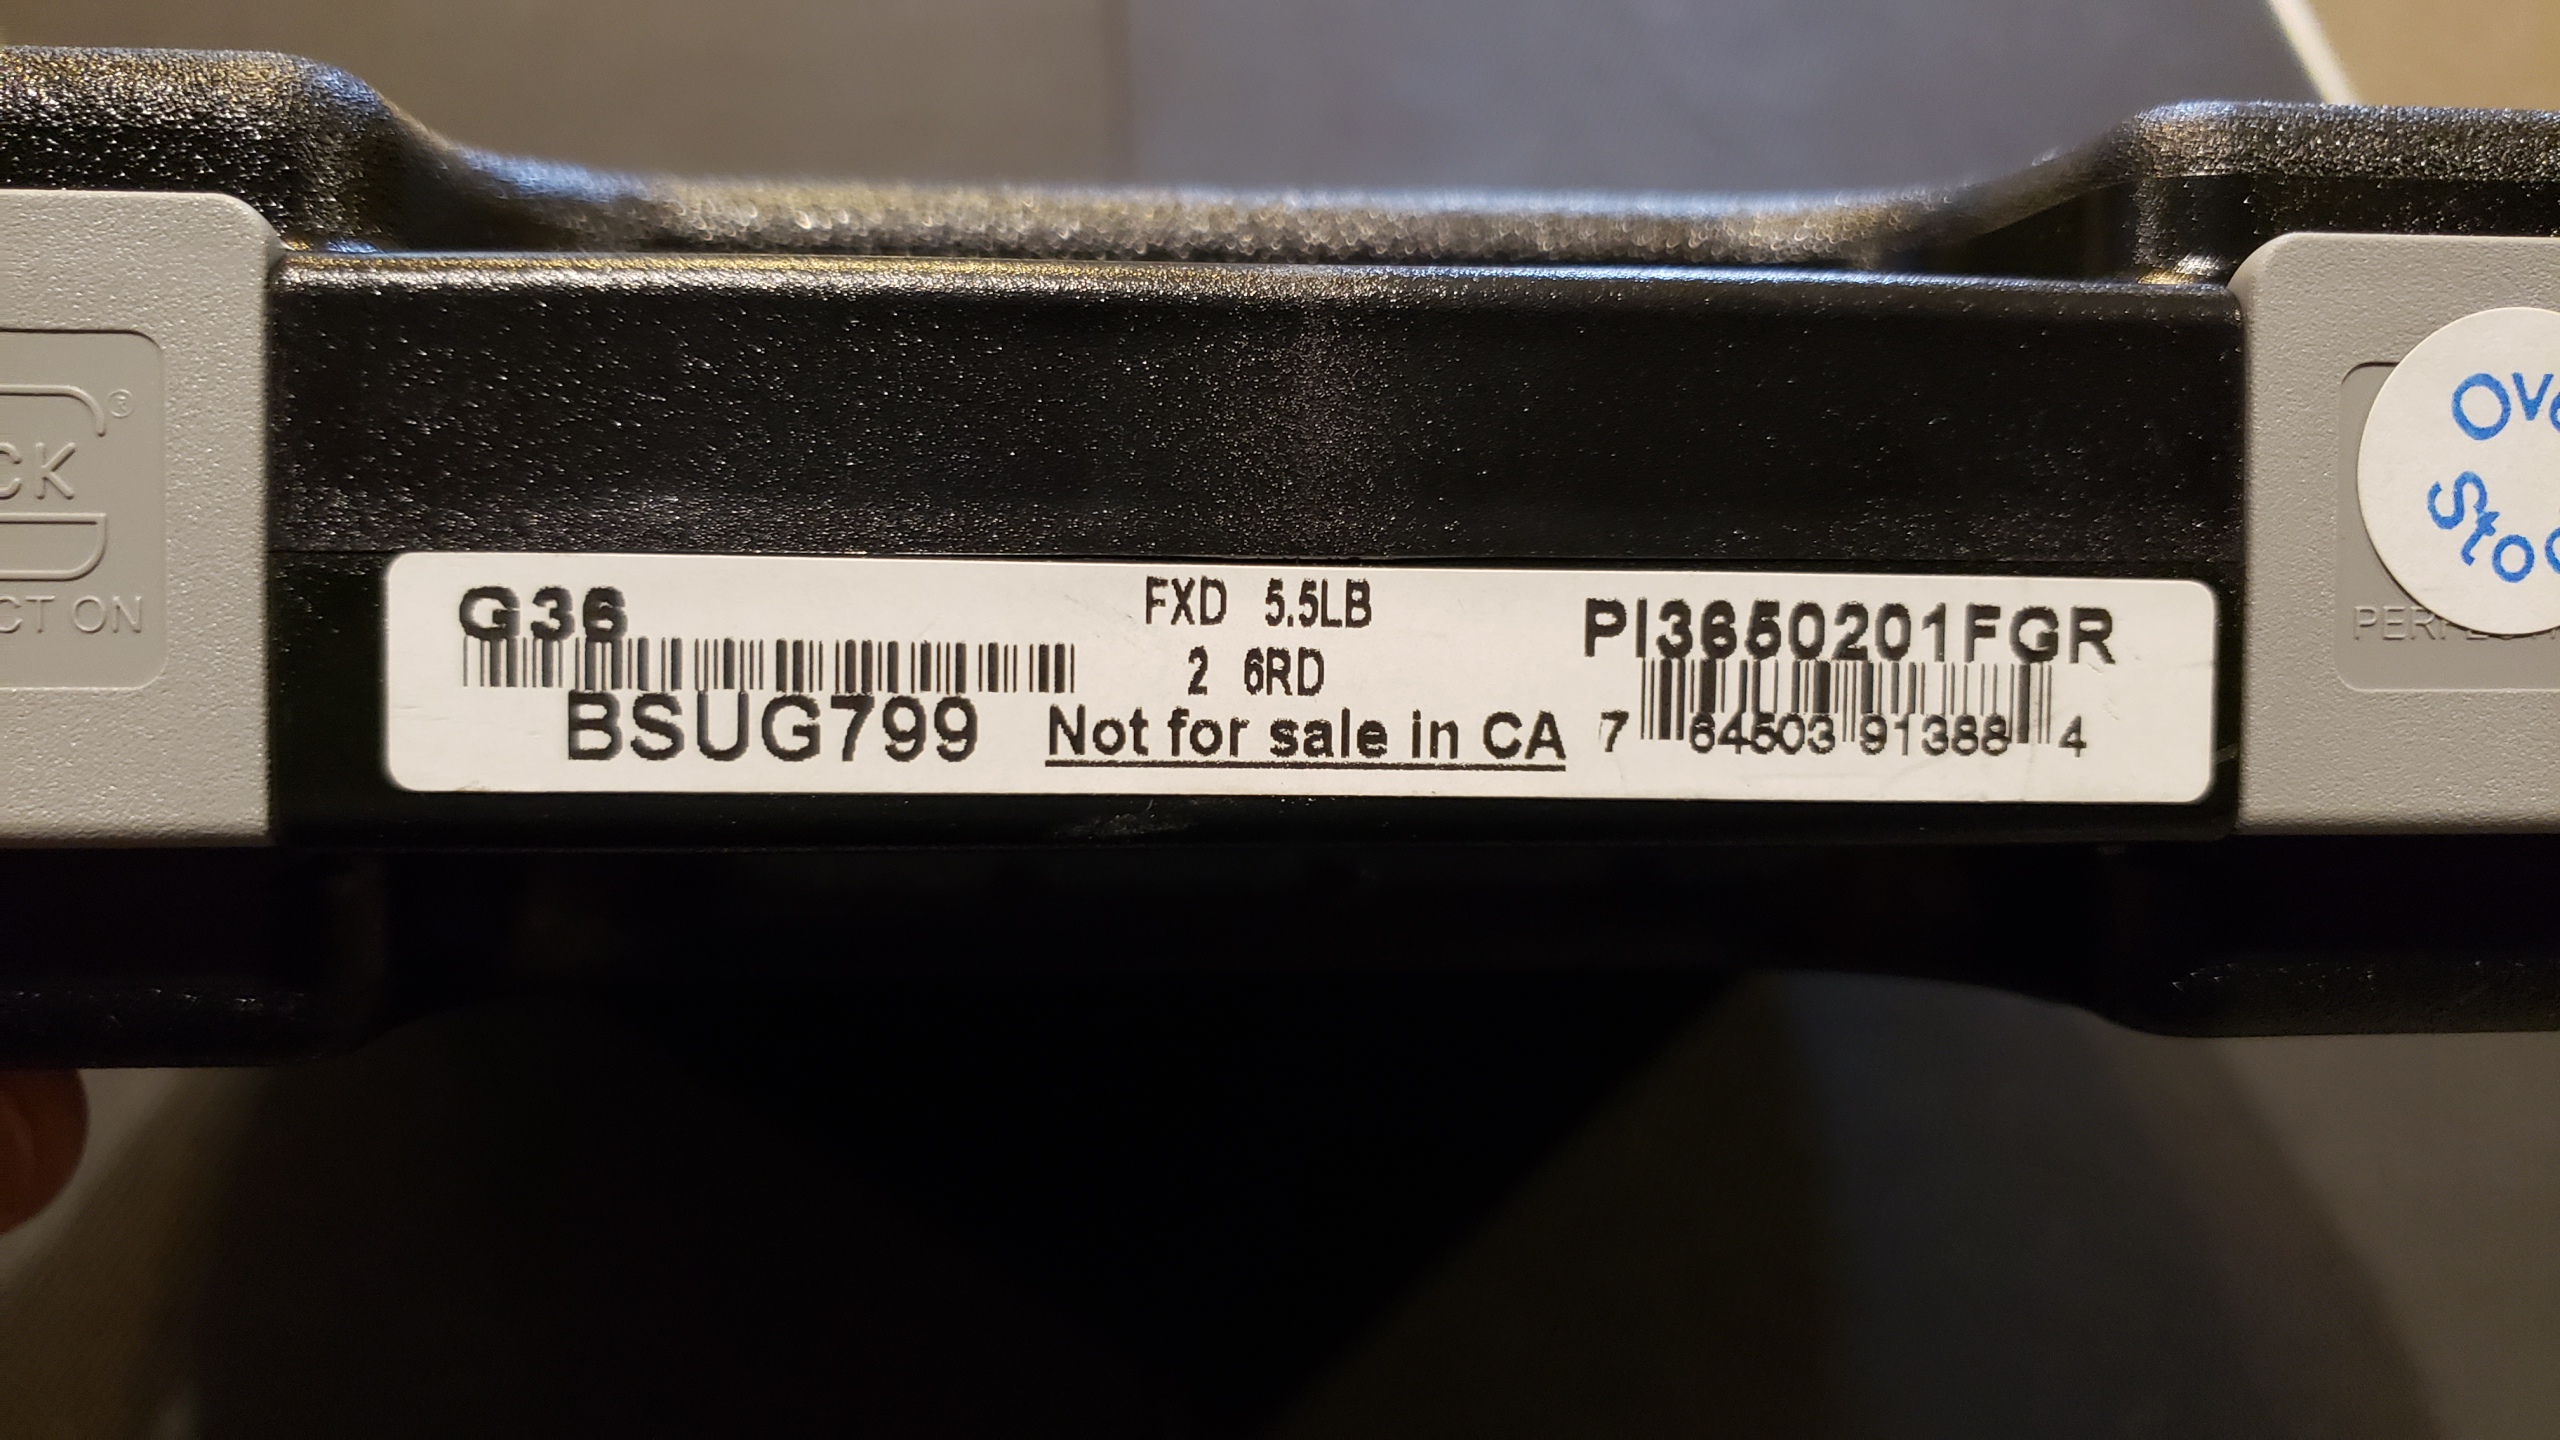 G36
BSUG799
FXD 5.5LB
2 6RD
Not for sale in CA
PI3650201FGR
7 64503 91388 4